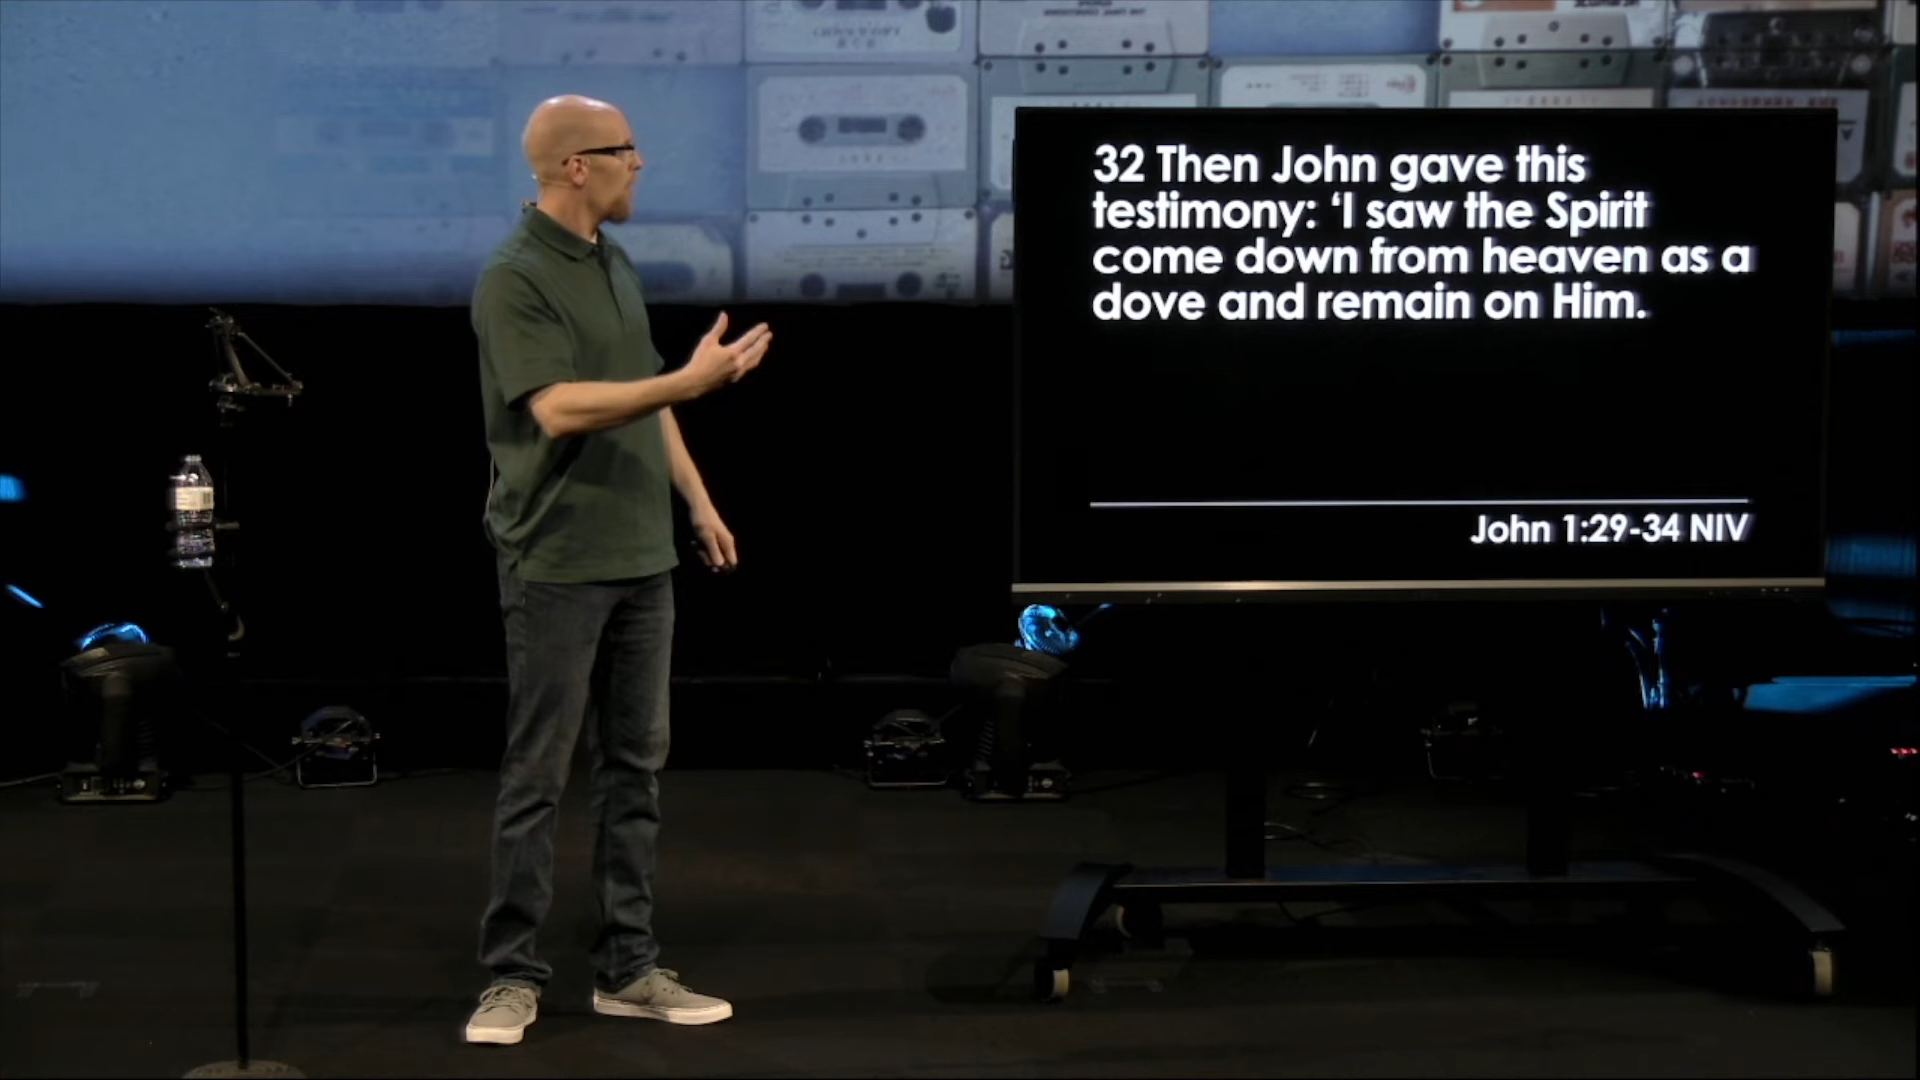 32 Then John gave this
testimony: ‘I saw the Spirit
come down from heaven as a
dove and remain on Him.
John 1:29-34 NIV